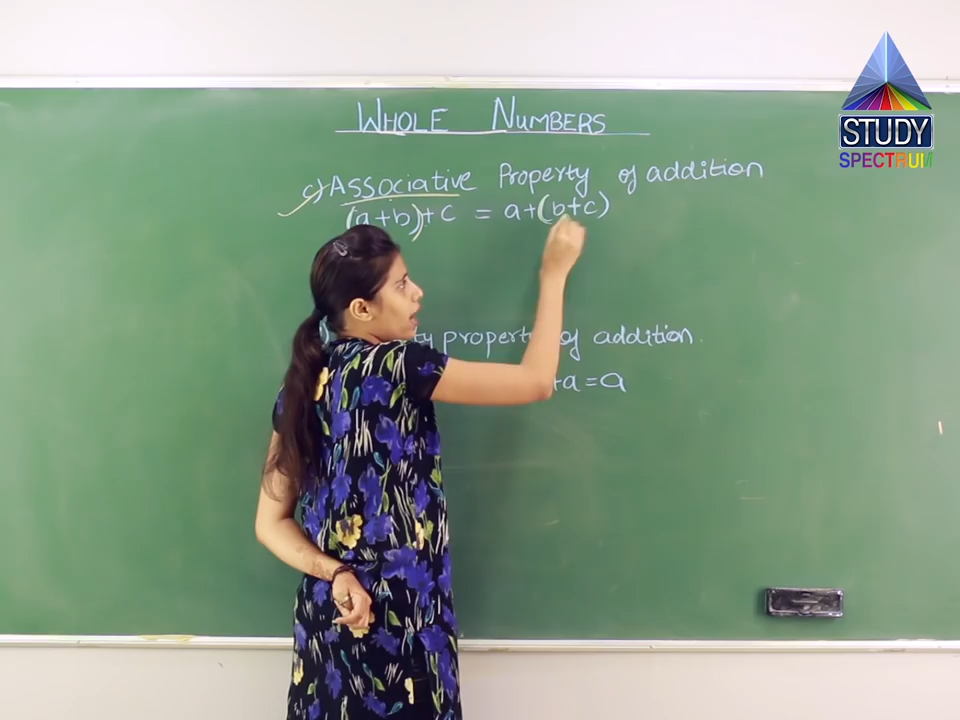 WHOLE NUMBERS
c) Associative Property of addition
(a+b)+c = a+(b+c)
property of addition.
+a=a
STUDY
SPECTRUM